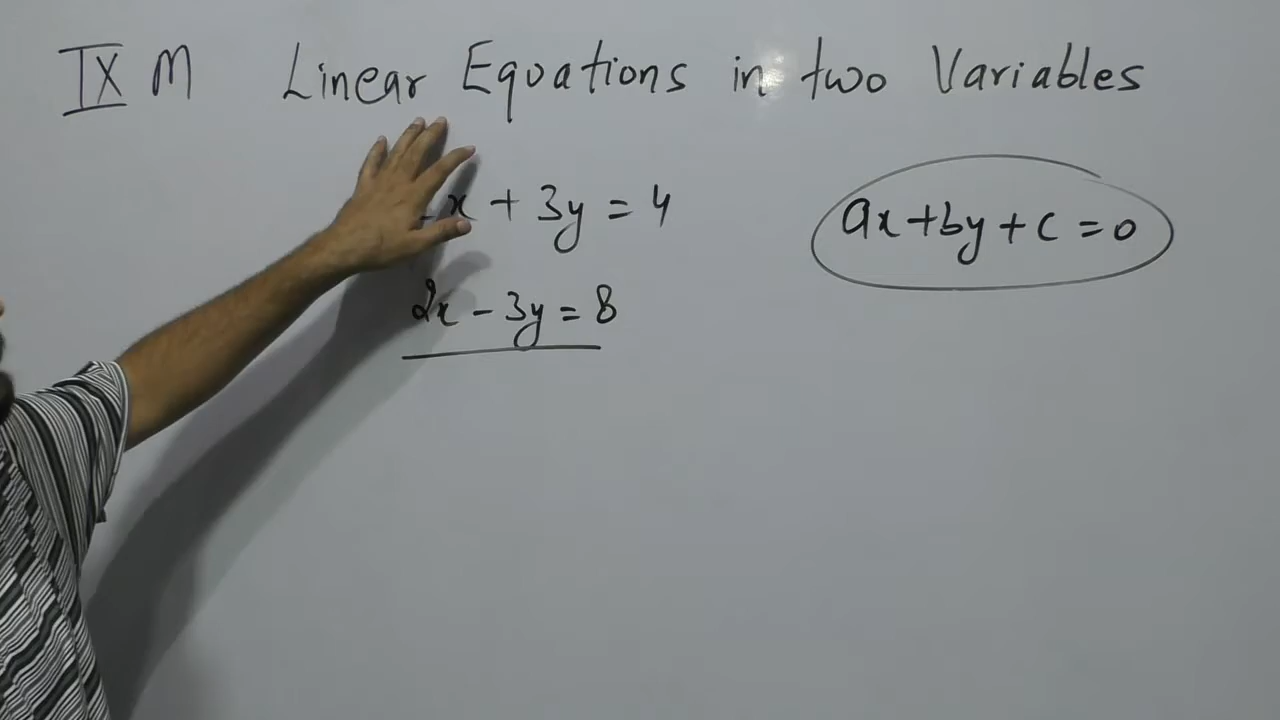 IX M Linear Equations in two Variables
x + 3y = 4
ax+by+c=0
2x - 3y = 8